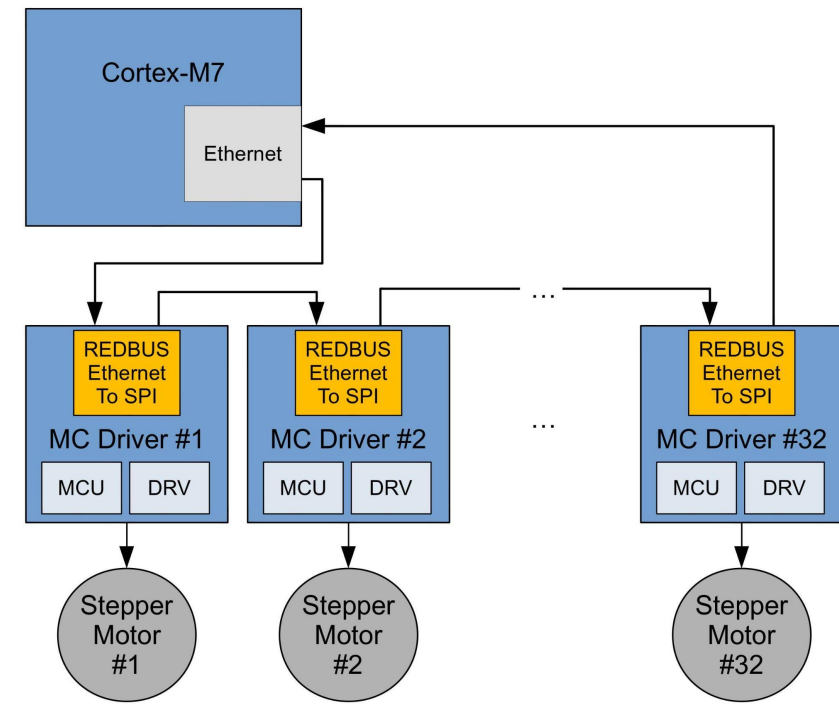 Cortex-M7
Ethernet
...
REDBUS
Ethernet
To SPI
MC Driver #1
MCU
DRV
REDBUS
Ethernet
To SPI
MC Driver #2
MCU
DRV
...
REDBUS
Ethernet
To SPI
MC Driver #32
MCU
DRV
Stepper
Motor
#1
Stepper
Motor
#2
Stepper
Motor
#32